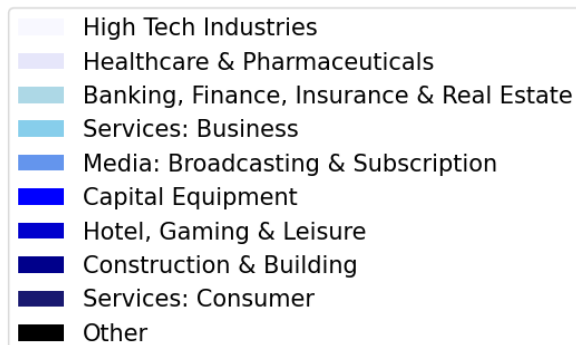 High Tech Industries
Healthcare & Pharmaceuticals
Banking, Finance, Insurance & Real Estate
Services: Business
Media: Broadcasting & Subscription
Capital Equipment
Hotel, Gaming & Leisure
Construction & Building
Services: Consumer
Other